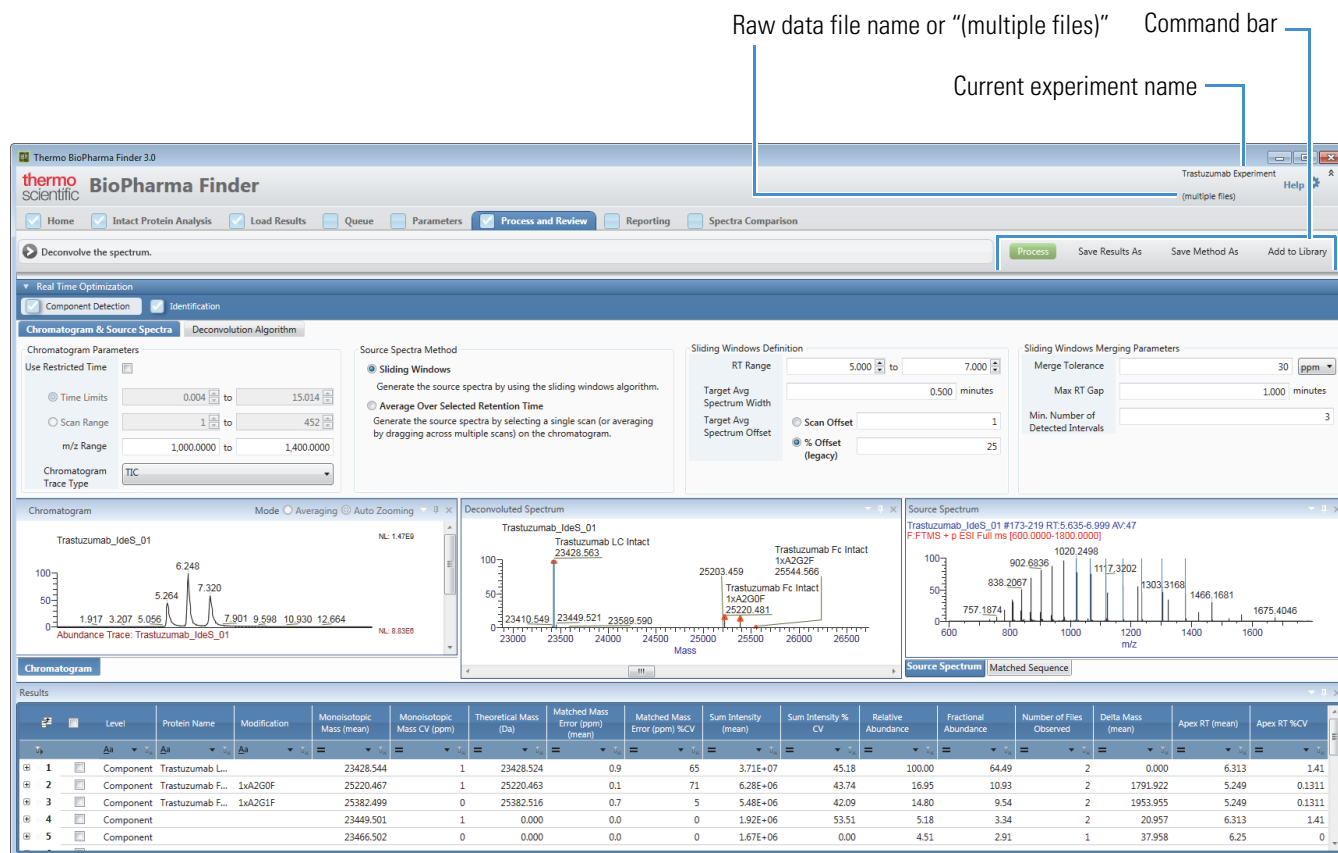 Raw data file name or “(multiple files)” Command bar
Current experiment name
Thermo BioPharma Finder 3.0
thermo scientific BioPharma Finder
Trastuzumab Experiment
Help
(multiple files)
Home Intact Protein Analysis Load Results Queue Parameters Process and Review Reporting Spectra Comparison
Deconvolve the spectrum. Process Save Results As Save Method As Add to Library
Real Time Optimization
Component Detection Identification
Chromatogram & Source Spectra Deconvolution Algorithm
Chromatogram Parameters
Use Restricted Time
Time Limits 0.004 to 15.014
Scan Range 1 to 452
m/z Range 1,000.0000 to 1,400.0000
Chromatogram
Trace Type TIC
Source Spectra Method
Sliding Windows
Generate the source spectra by using the sliding windows algorithm.
Average Over Selected Retention Time
Generate the source spectra by selecting a single scan (or averaging
by dragging across multiple scans) on the chromatogram.
Sliding Windows Definition
RT Range 5.000 to 7.000
Target Avg
Spectrum Width 0.500 minutes
Target Avg
Spectrum Offset Scan Offset 1
% Offset
(legacy) 25
Sliding Windows Merging Parameters
Merge Tolerance 30 ppm
Max RT Gap 1.000 minutes
Min. Number of
Detected Intervals 3
Chromatogram Mode Averaging Auto Zooming
Trastuzumab_IdeS_01 NL: 1.47E9
6.248
100
7.320
5.264
50
1.917 3.207 5.056 7.901 9.598 10.930 12.664
0
Abundance Trace: Trastuzumab_IdeS_01 NL: 8.83E6
Chromatogram
Deconvoluted Spectrum
Trastuzumab_IdeS_01
Trastuzumab LC Intact
23428.563
Trastuzumab Fc Intact
1xA2G2F
25544.566
100
25203.459
Trastuzumab Fc Intact
1xA2G0F
25220.481
50
23410.549 23449.521 23589.590
0
23000 23500 24000 24500 25000 25500 26000 26500
Mass
Source Spectrum
Trastuzumab_IdeS_01 #173-219 RT:5.635-6.999 AV:47
F:FTMS + p ESI Full ms [600.0000-1800.0000]
1020.2498
100
902.6836
1117.3202
838.2067
1303.3168
50
1466.1681
757.1874
1675.4046
0
600 800 1000 1200 1400 1600
m/z
Source Spectrum Matched Sequence
Results
Level Protein Name Modification Monoisotopic Mass (mean) Monoisotopic Mass CV (ppm) Theoretical Mass (Da) Matched Mass Error (ppm) (mean) Matched Mass Error (ppm) %CV Sum Intensity (mean) Sum Intensity % CV Relative Abundance Fractional Abundance Number of Files Observed Delta Mass (mean) Apex RT (mean) Apex RT %CV
Aa Aa Aa = = = = = = = = = = = = =
1 Component Trastuzumab L... 23428.544 1 23428.524 0.9 65 3.71E+07 45.18 100.00 64.49 2 0.000 6.313 1.41
2 Component Trastuzumab F... 1xA2G0F 25220.467 1 25220.463 0.1 71 6.28E+06 43.74 16.95 10.93 2 1791.922 5.249 0.1311
3 Component Trastuzumab F... 1xA2G1F 25382.499 0 25382.516 0.7 5 5.48E+06 42.09 14.80 9.54 2 1953.955 5.249 0.1311
4 Component 23449.501 1 0.000 0.0 0 1.92E+06 53.51 5.18 3.34 2 20.957 6.313 1.41
5 Component 23466.502 0 0.000 0.0 0 1.67E+06 0.00 4.51 2.91 1 37.958 6.25 0